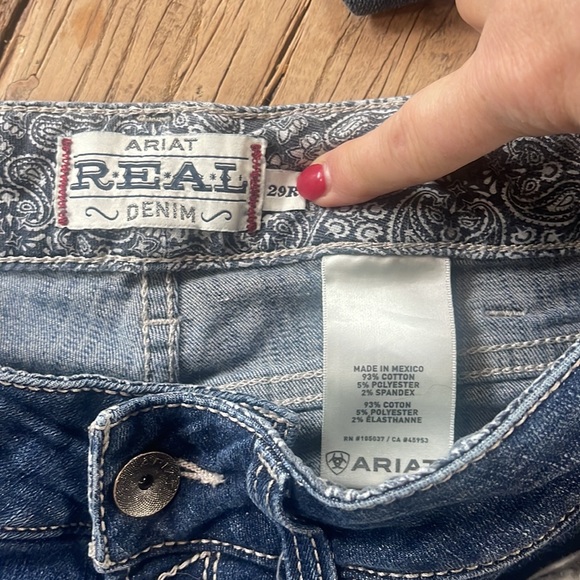 ARIAT
R·E·A·L
DENIM
29R
MADE IN MEXICO
93% COTTON
5% POLYESTER
2% SPANDEX
93% COTON
5% POLYESTER
2% ÉLASTHANNE
RN #188037 / CA #45953
ARIAT